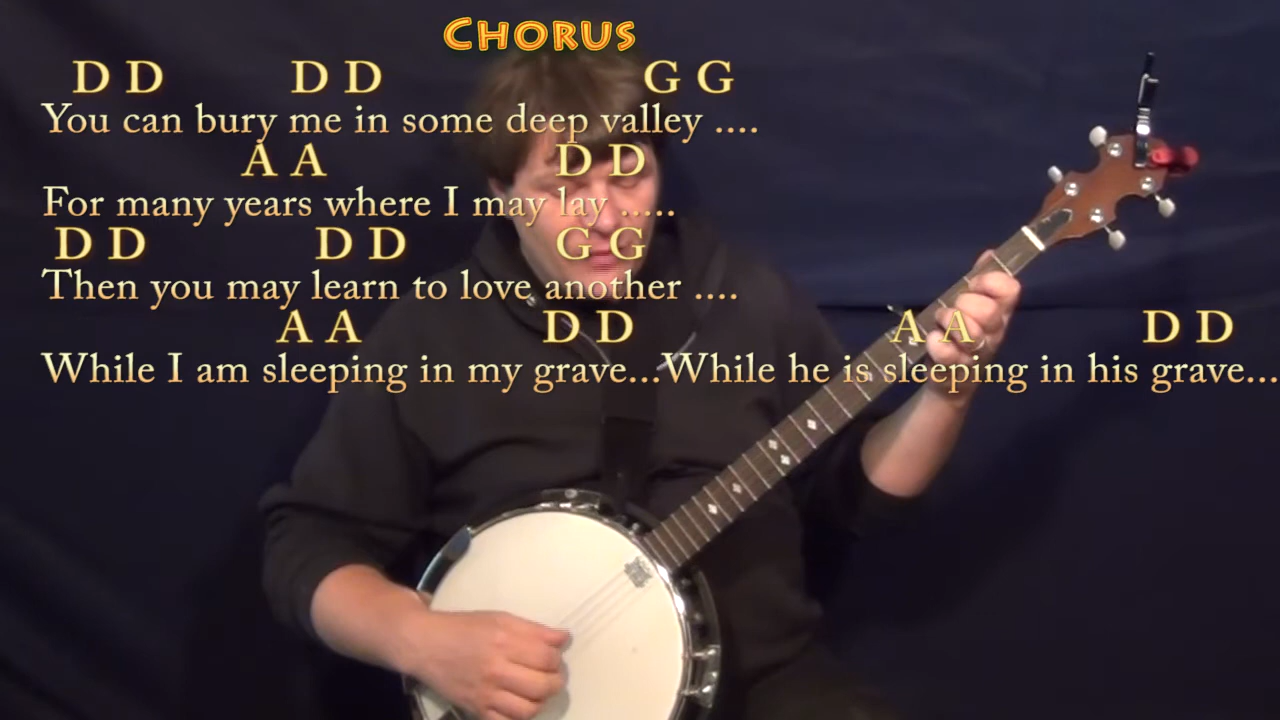 CHORUS
D D D D G G
You can bury me in some deep valley ....
A A D D
For many years where I may lay .....
D D D D G G
Then you may learn to love another ....
A A D D A A D D
While I am sleeping in my grave...While he is sleeping in his grave...